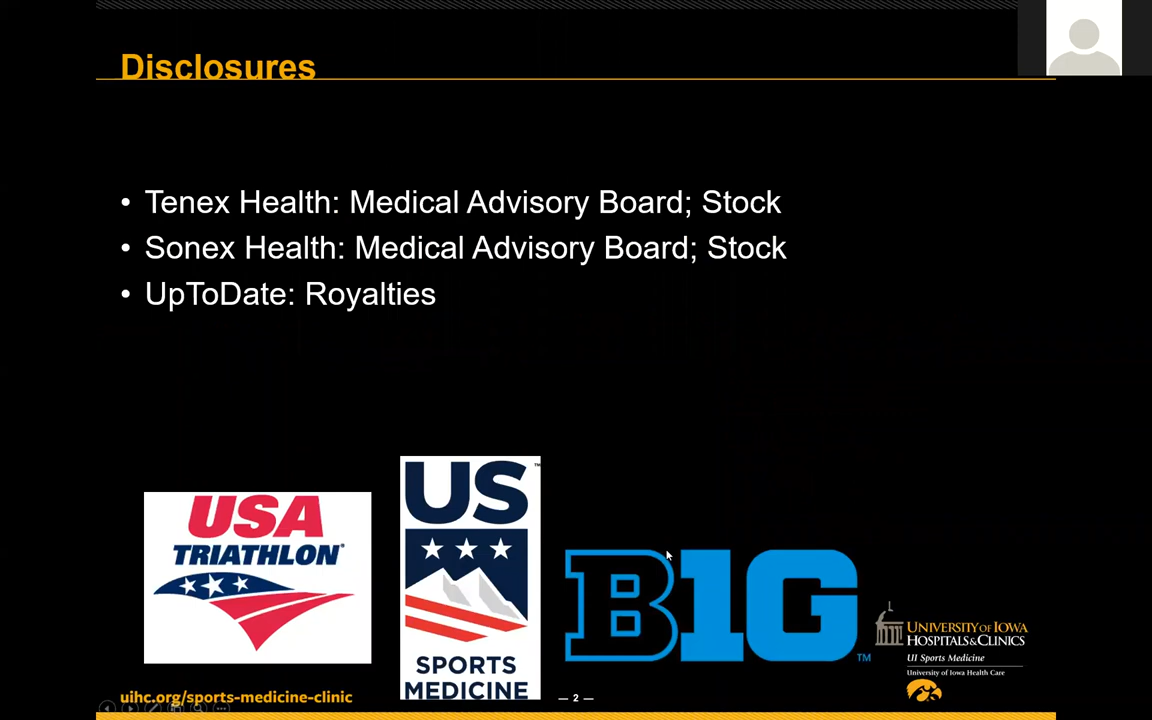 Disclosures
• Tenex Health: Medical Advisory Board; Stock
• Sonex Health: Medical Advisory Board; Stock
• UpToDate: Royalties
USA
TRIATHLON
US™
SPORTS
MEDICINE
B1G™
UNIVERSITY OF IOWA
HOSPITALS & CLINICS
UI Sports Medicine
University of Iowa Health Care
uihc.org/sports-medicine-clinic
— 2 —